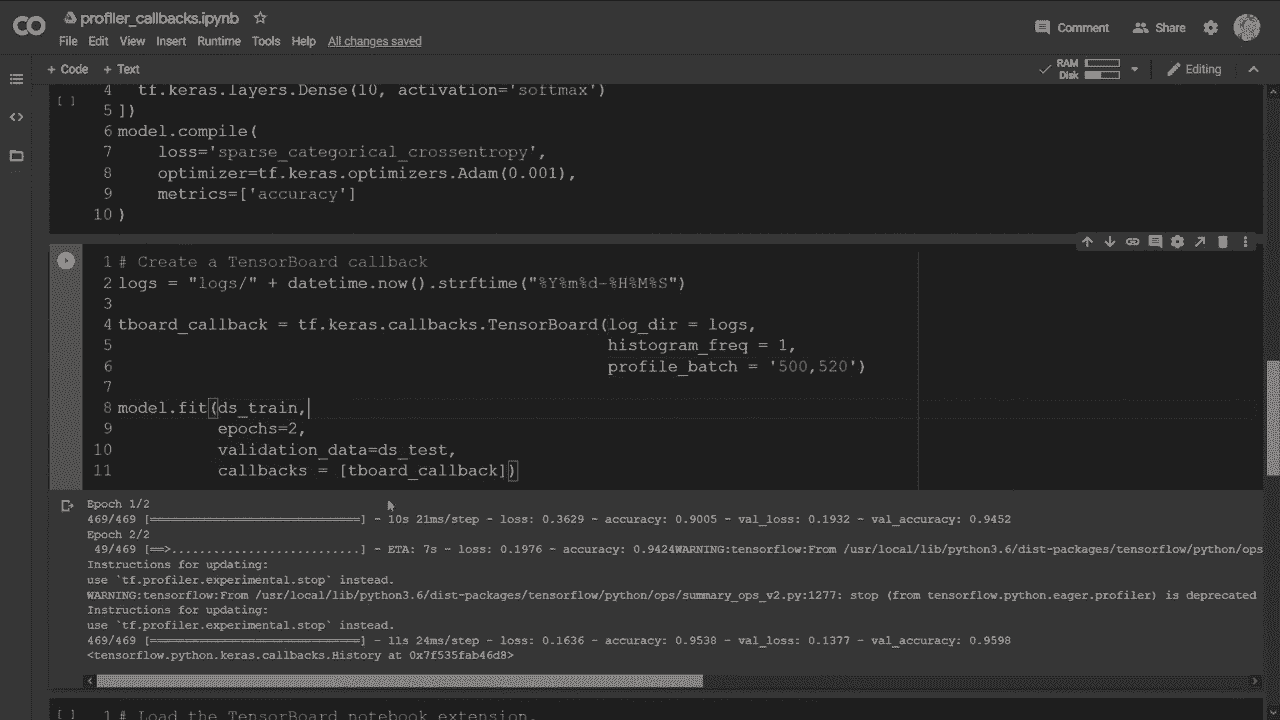 CO
profiler_callbacks.ipynb
Comment
Share
File Edit View Insert Runtime Tools Help All changes saved
+ Code + Text
RAM
Disk
Editing
[ ]
4 tf.keras.layers.Dense(10, activation='softmax')
5 ])
6 model.compile(
7 loss='sparse_categorical_crossentropy',
8 optimizer=tf.keras.optimizers.Adam(0.001),
9 metrics=['accuracy']
10 )
1 # Create a TensorBoard callback
2 logs = "logs/" + datetime.now().strftime("%Y%m%d-%H%M%S")
3
4 tboard_callback = tf.keras.callbacks.TensorBoard(log_dir = logs,
5 histogram_freq = 1,
6 profile_batch = '500,520')
7
8 model.fit(ds_train,
9 epochs=2,
10 validation_data=ds_test,
11 callbacks = [tboard_callback])
Epoch 1/2
469/469 [==============================] - 10s 21ms/step - loss: 0.3629 - accuracy: 0.9005 - val_loss: 0.1932 - val_accuracy: 0.9452
Epoch 2/2
49/469 [==>...........................] - ETA: 7s - loss: 0.1976 - accuracy: 0.9424WARNING:tensorflow:From /usr/local/lib/python3.6/dist-packages/tensorflow/python/ops
Instructions for updating:
use `tf.profiler.experimental.stop` instead.
WARNING:tensorflow:From /usr/local/lib/python3.6/dist-packages/tensorflow/python/ops/summary_ops_v2.py:1277: stop (from tensorflow.python.eager.profiler) is deprecated
Instructions for updating:
use `tf.profiler.experimental.stop` instead.
469/469 [==============================] - 11s 24ms/step - loss: 0.1636 - accuracy: 0.9538 - val_loss: 0.1377 - val_accuracy: 0.9598
<tensorflow.python.keras.callbacks.History at 0x7f535fab46d8>
[ ]
1 # Load the TensorBoard notebook extension.